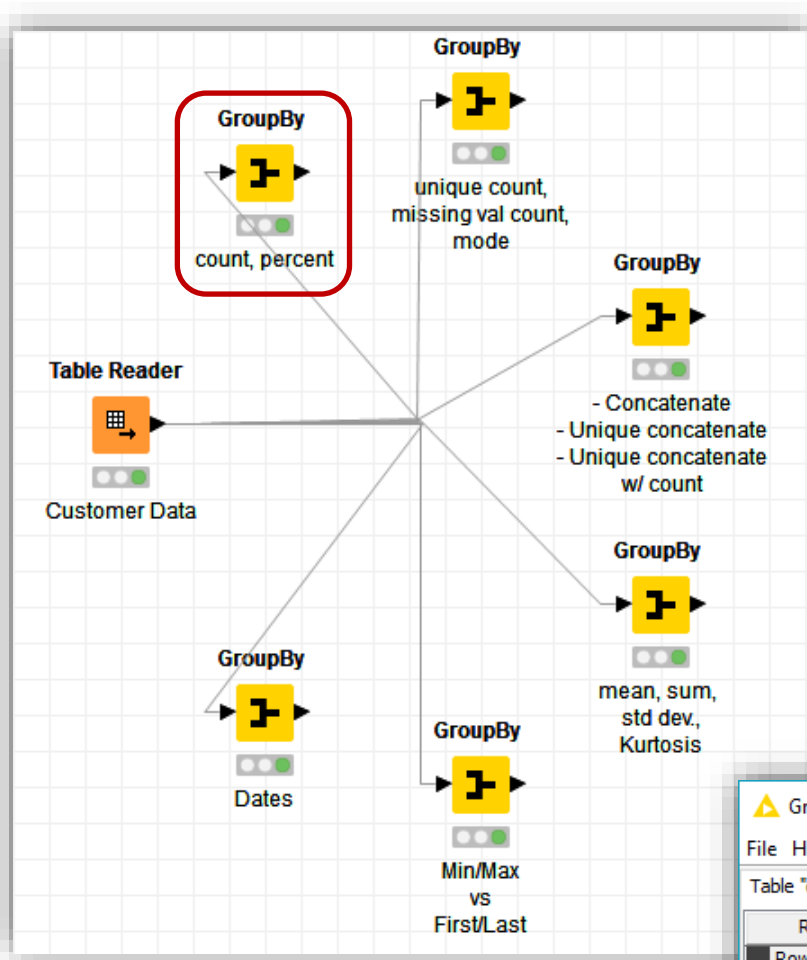 GroupBy
unique count,
missing val count,
mode
GroupBy
count, percent
GroupBy
- Concatenate
- Unique concatenate
- Unique concatenate
w/ count
Table Reader
Customer Data
GroupBy
mean, sum,
std dev.,
Kurtosis
GroupBy
Dates
GroupBy
Min/Max
vs
First/Last
File
Table